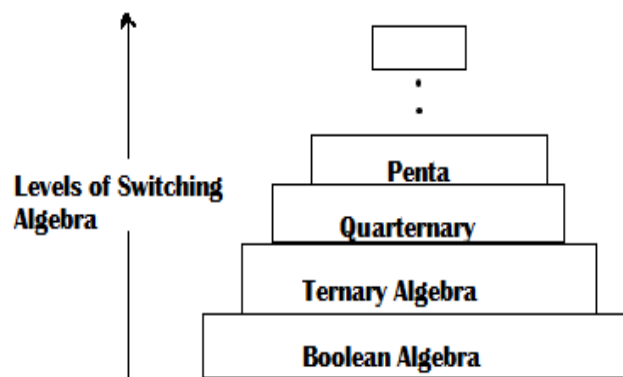 Penta
Levels of Switching
Algebra
Quarternary
Ternary Algebra
Boolean Algebra